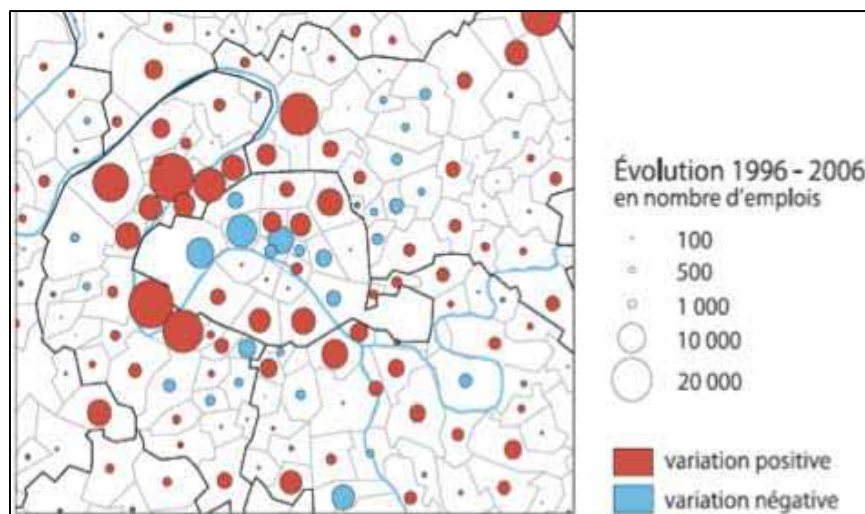 Évolution 1996 - 2006
en nombre d'emplois
100
500
1 000
10 000
20 000
variation positive
variation négative